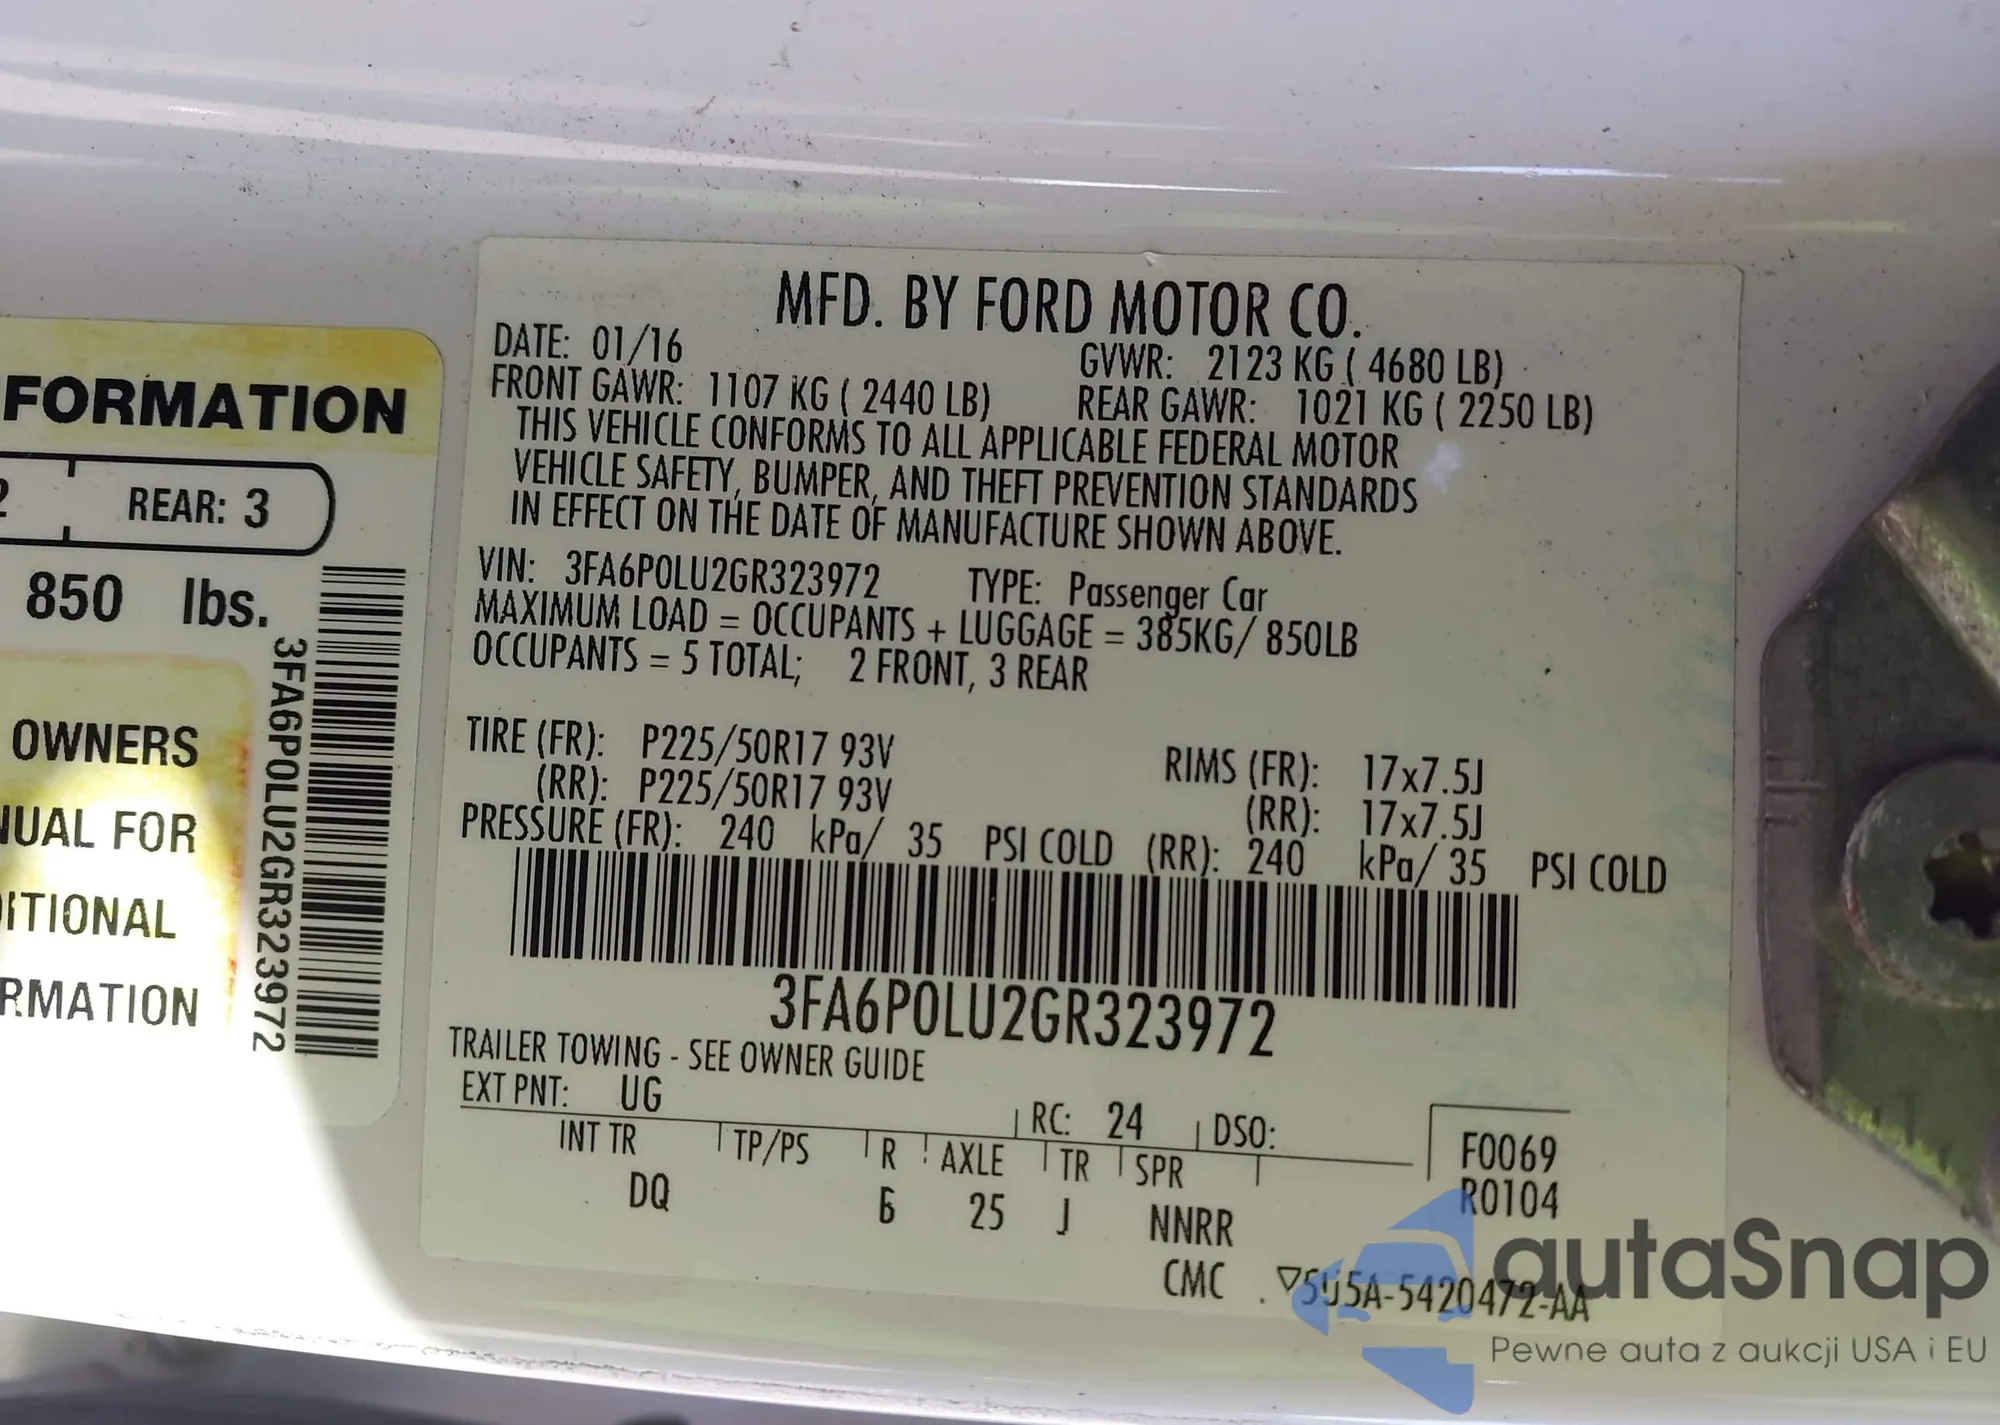 FORMATION
REAR: 3
850 lbs.
OWNERS
UAL FOR
ITIONAL
RMATION
3FA6P0LU2GR323972
MFD. BY FORD MOTOR CO.
DATE: 01/16 GVWR: 2123 KG ( 4680 LB)
FRONT GAWR: 1107 KG ( 2440 LB) REAR GAWR: 1021 KG ( 2250 LB)
THIS VEHICLE CONFORMS TO ALL APPLICABLE FEDERAL MOTOR
VEHICLE SAFETY, BUMPER, AND THEFT PREVENTION STANDARDS
IN EFFECT ON THE DATE OF MANUFACTURE SHOWN ABOVE.
VIN: 3FA6P0LU2GR323972 TYPE: Passenger Car
MAXIMUM LOAD = OCCUPANTS + LUGGAGE = 385KG/ 850LB
OCCUPANTS = 5 TOTAL; 2 FRONT, 3 REAR
TIRE (FR): P225/50R17 93V RIMS (FR): 17x7.5J
(RR): P225/50R17 93V (RR): 17x7.5J
PRESSURE (FR): 240 kPa/ 35 PSI COLD (RR): 240 kPa/ 35 PSI COLD
3FA6P0LU2GR323972
TRAILER TOWING - SEE OWNER GUIDE
EXT PNT: UG RC: 24 DSO:
INT TR TP/PS R AXLE TR SPR F0069
DQ 6 25 J NNRR R0104
CMC
5420472-AA
autaSnap
Pewne auta z aukcji USA i EU